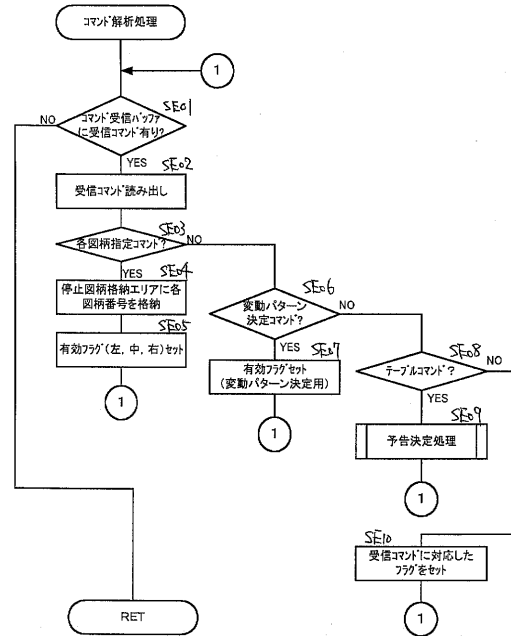 コマンド解析処理
1
SE01
コマンド受信バッファ
に受信コマンド有り?
NO
YES
SE02
受信コマンド読み出し
SE03
各図柄指定コマンド?
NO
YES
SE04
停止図柄格納エリアに各
図柄番号を格納
SE05
有効フラグ(左,中,右)セット
1
SE06
変動パターン
決定コマンド?
NO
YES
SE07
有効フラグセット
(変動パターン決定用)
1
SE08
テーブルコマンド?
NO
YES
SE09
予告決定処理
1
SE10
受信コマンドに対応した
フラグをセット
1
RET